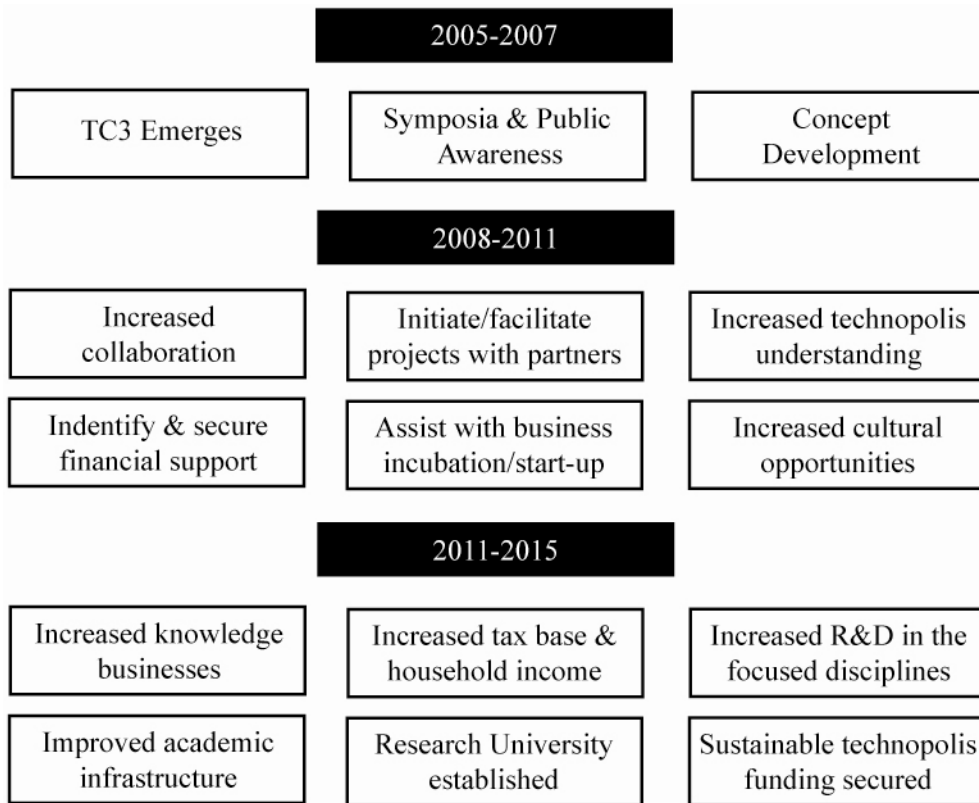 2005-2007
TC3 Emerges
Symposia & Public
Awareness
Concept
Development
2008-2011
Increased
collaboration
Initiate/facilitate
projects with partners
Increased technopolis
understanding
Indentify & secure
financial support
Assist with business
incubation/start-up
Increased cultural
opportunities
2011-2015
Increased knowledge
businesses
Increased tax base &
household income
Increased R&D in the
focused disciplines
Improved academic
infrastructure
Research University
established
Sustainable technopolis
funding secured